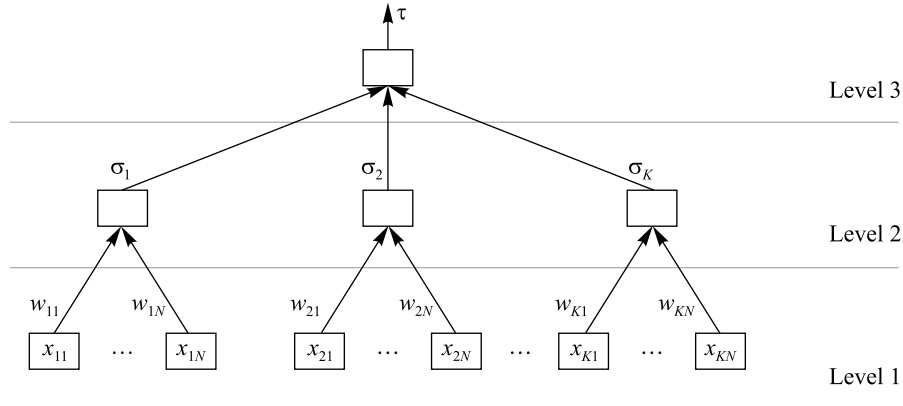 τ
Level 3
σ1 σ2 σK
Level 2
w11 w1N w21 w2N wK1 wKN
x11 ... x1N x21 ... x2N ... xK1 ... xKN
Level 1